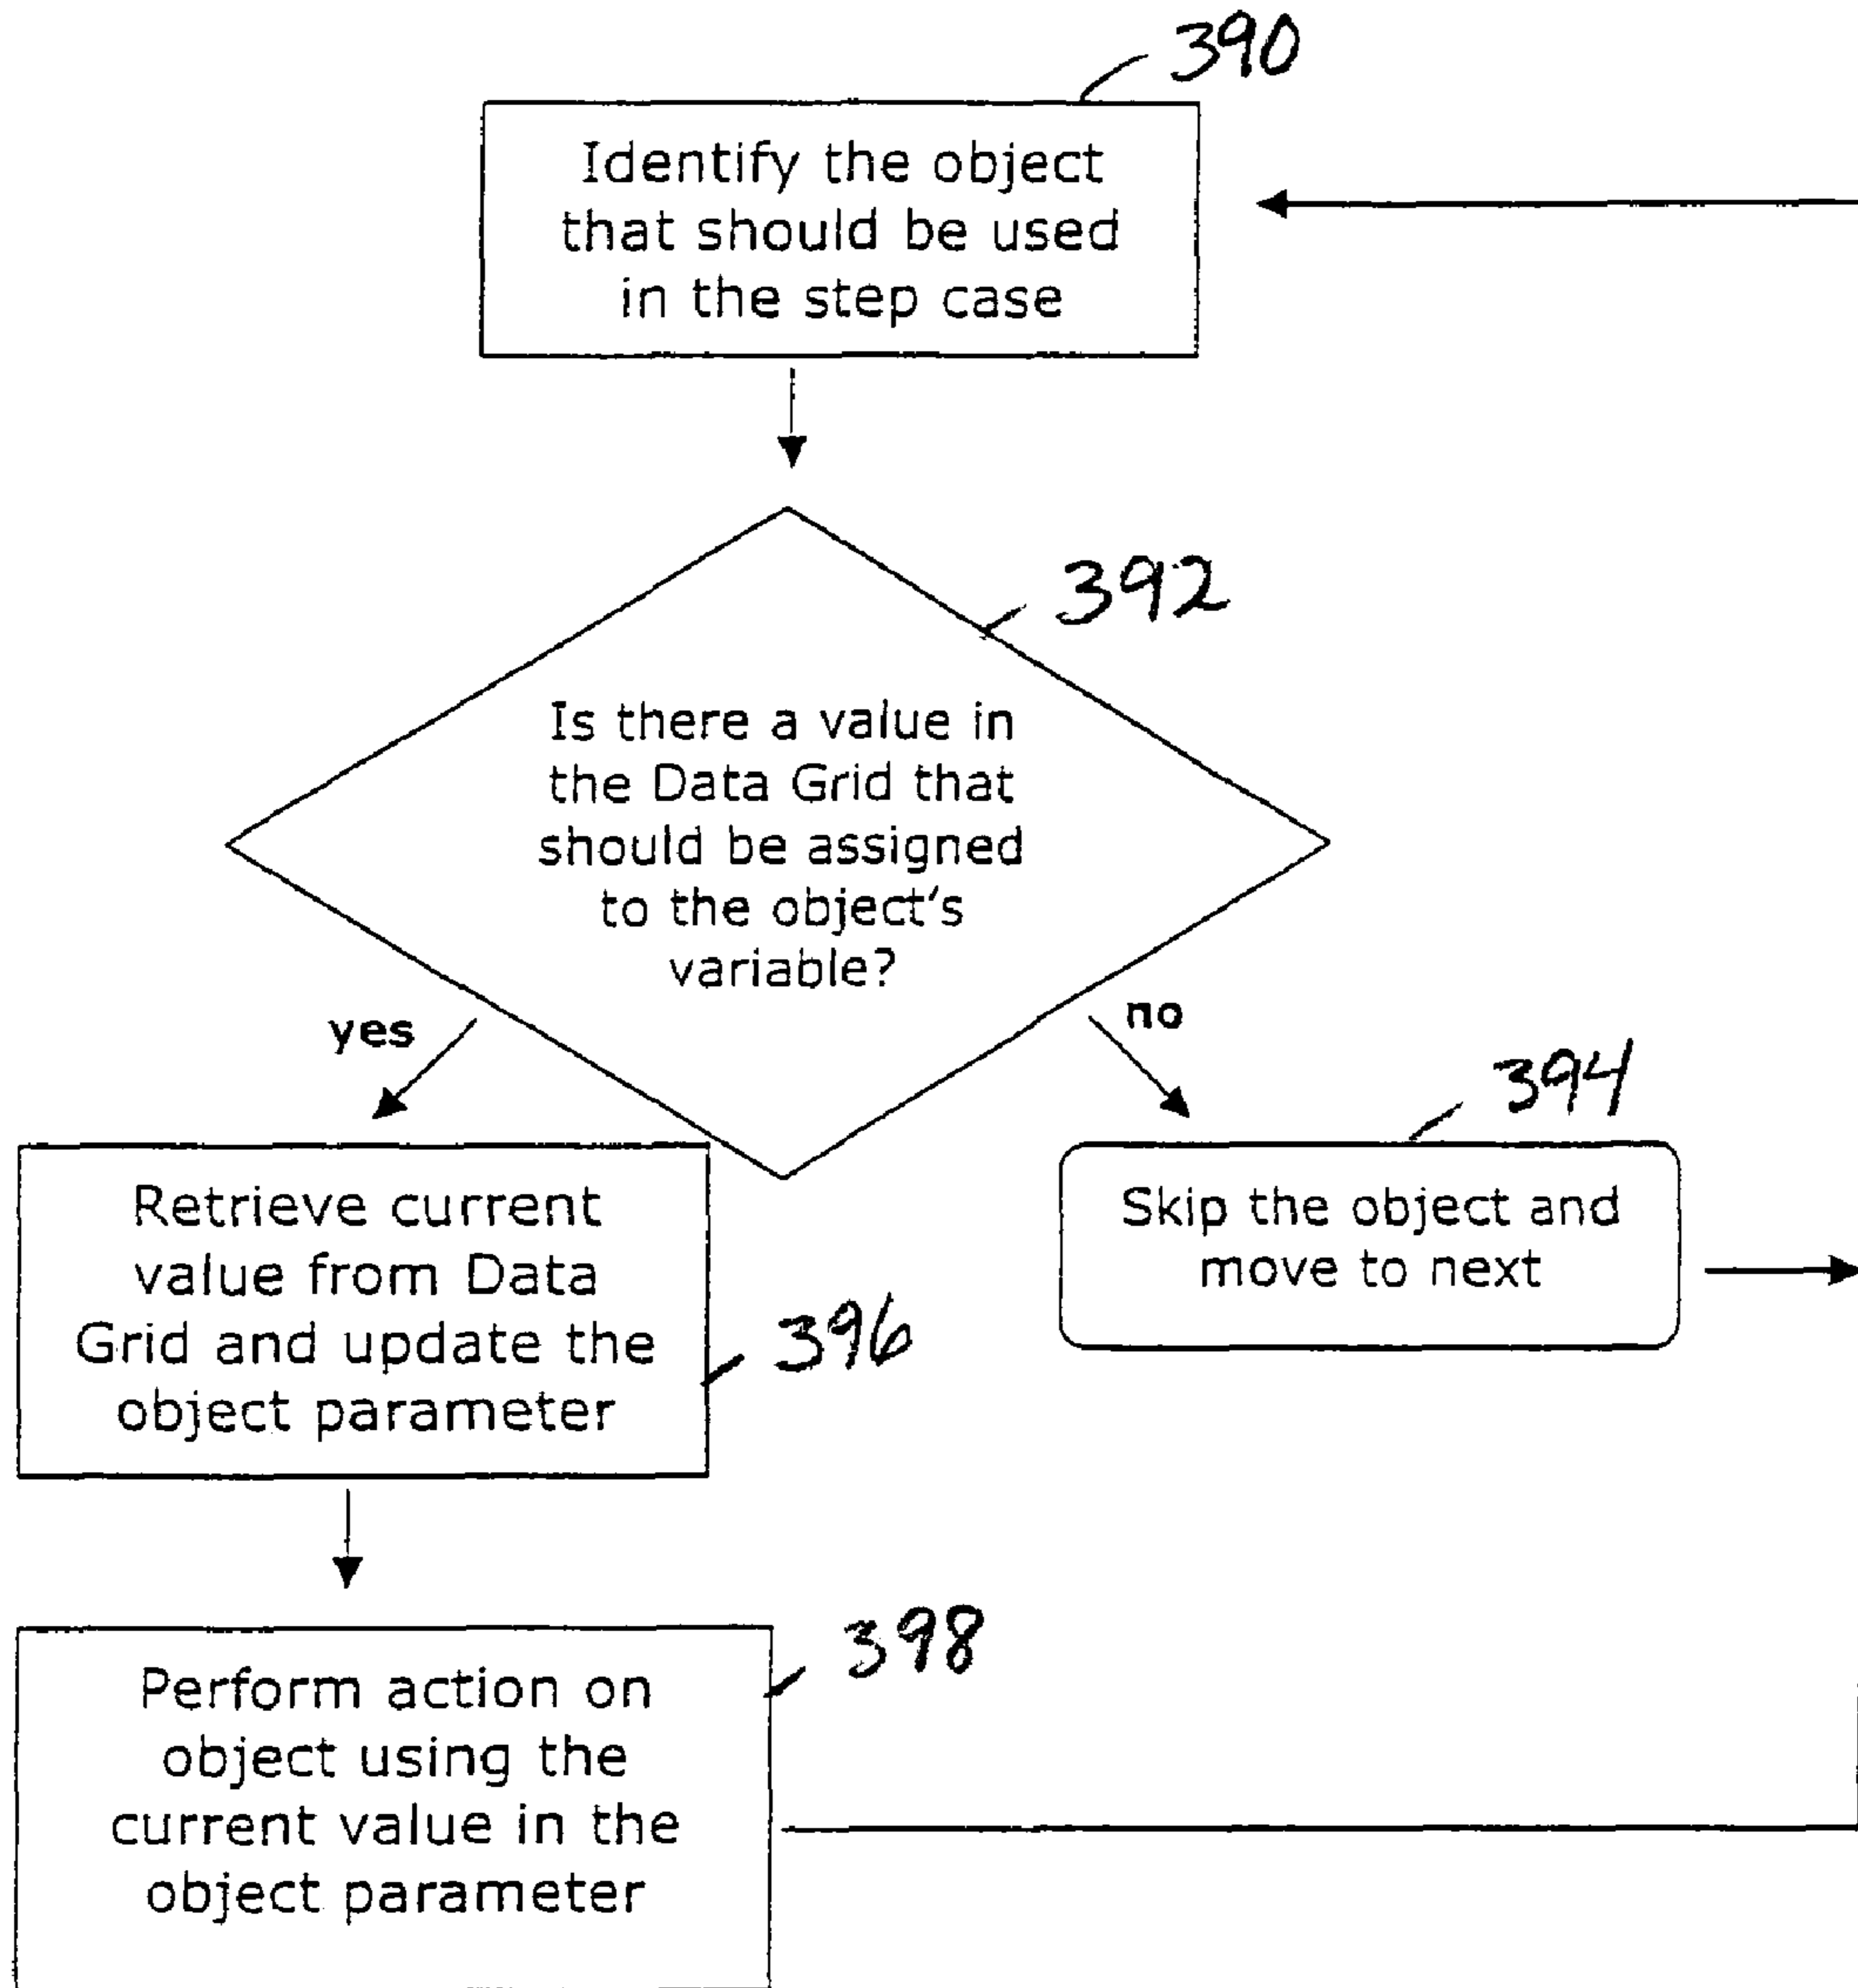 390
Identify the object
that should be used
in the step case
392
Is there a value in
the Data Grid that
should be assigned
to the object's
variable?
yes
no
394
Retrieve current
value from Data
Grid and update the
object parameter
Skip the object and
move to next
396
398
Perform action on
object using the
current value in the
object parameter